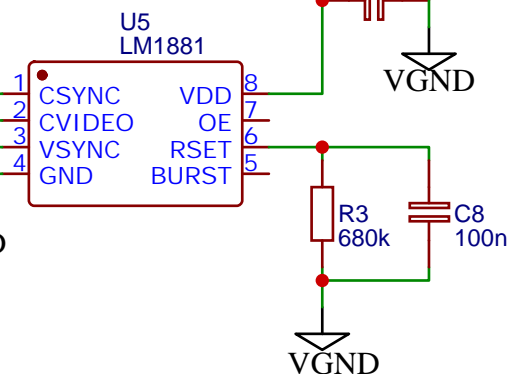 U5
LM1881
VGND
1 CSYNC VDD 8
2 CVIDEO OE 7
3 VSYNC RSET 6
4 GND BURST 5
R3
680k
C8
100n
VGND